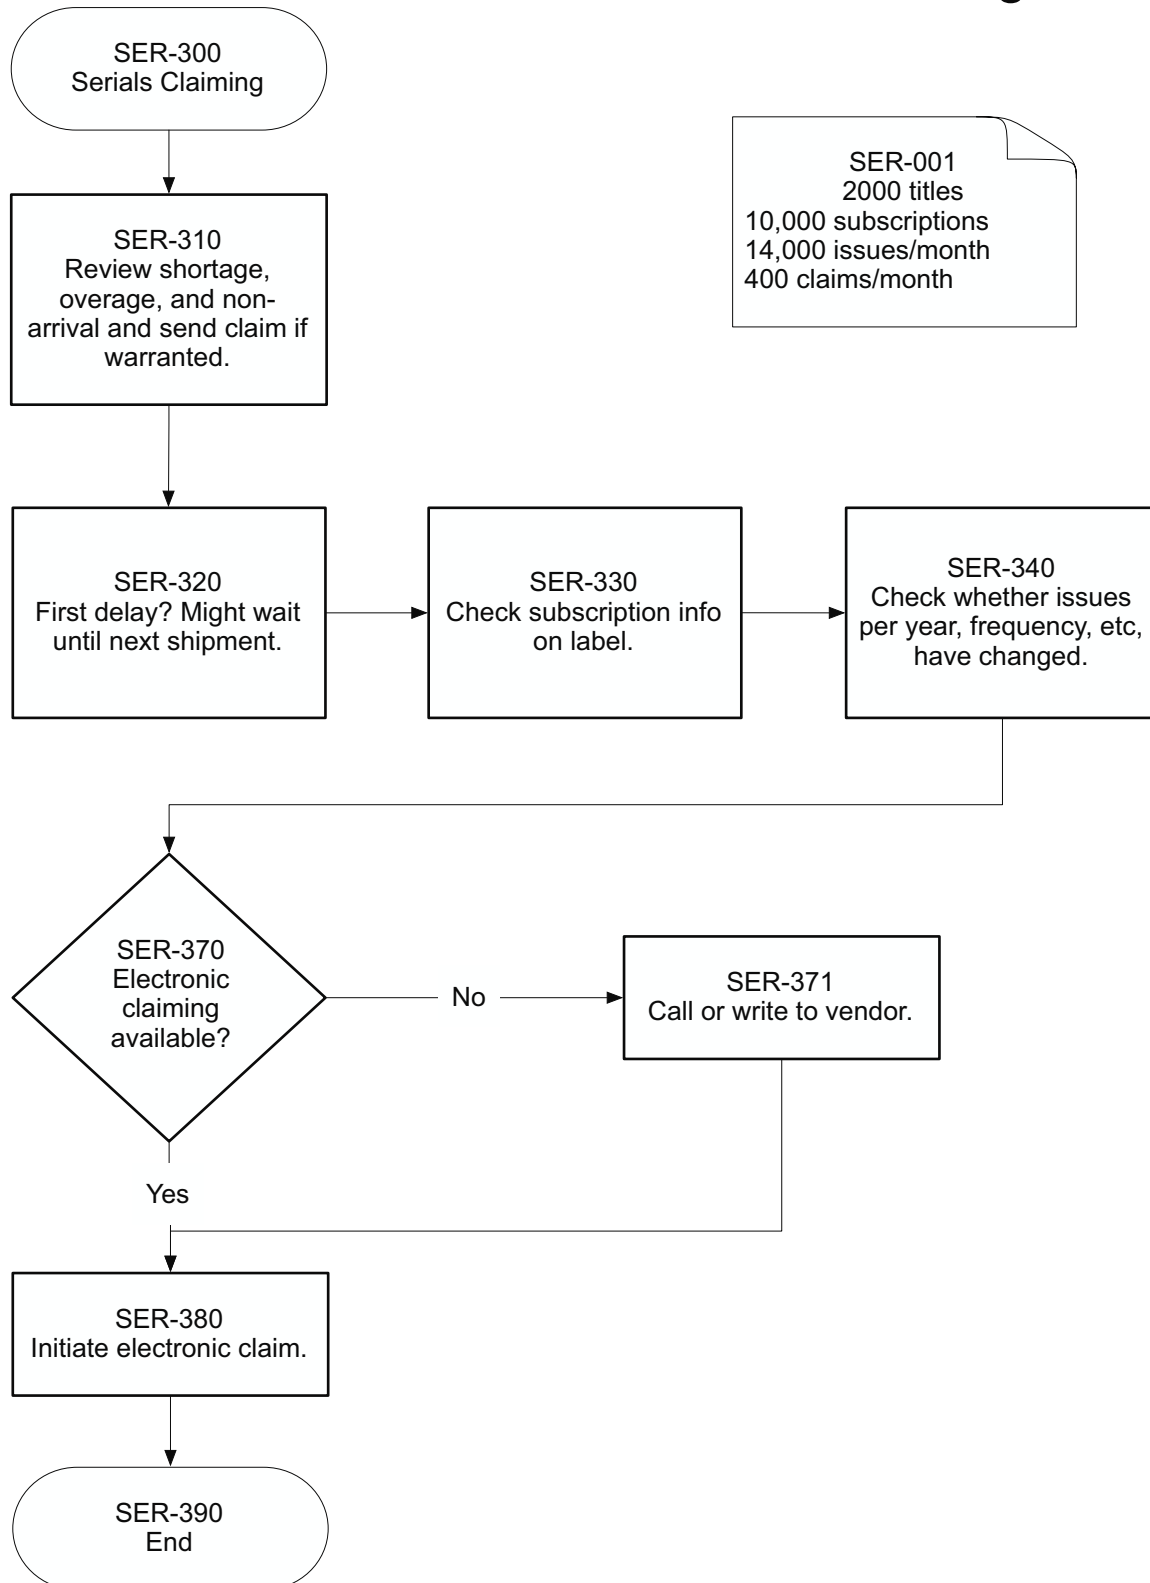 SER-300
Serials Claiming
SER-001
2000 titles
10,000 subscriptions
14,000 issues/month
400 claims/month
SER-310
Review shortage,
overage, and non-
arrival and send claim if
warranted.
SER-320
First delay? Might wait
until next shipment.
SER-330
Check subscription info
on label.
SER-340
Check whether issues
per year, frequency, etc,
have changed.
SER-370
Electronic
claiming
available?
No
SER-371
Call or write to vendor.
Yes
SER-380
Initiate electronic claim.
SER-390
End